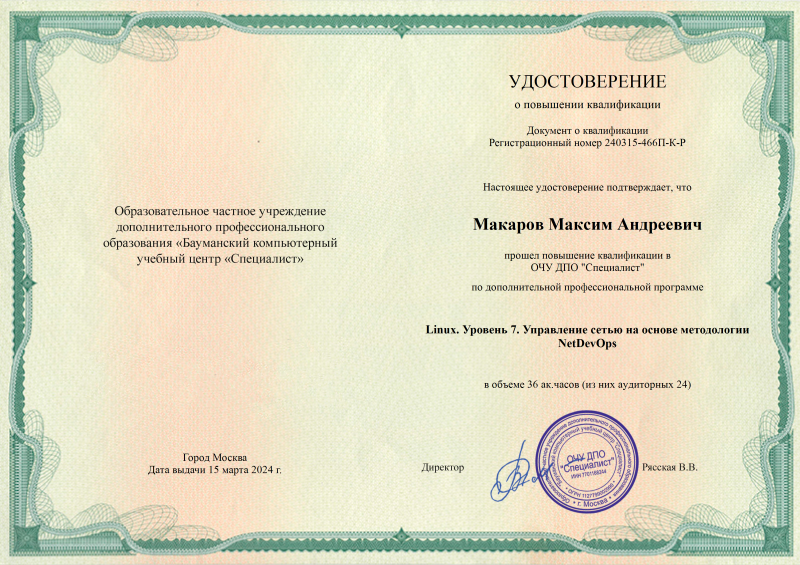 Образовательное частное учреждение
дополнительного профессионального
образования «Бауманский компьютерный
учебный центр «Специалист»
Город Москва
Дата выдачи 15 марта 2024 г.
УДОСТОВЕРЕНИЕ
о повышении квалификации
Документ о квалификации
Регистрационный номер 240315-466П-К-Р
Настоящее удостоверение подтверждает, что
Макаров Максим Андреевич
прошел повышение квалификации в
ОЧУ ДПО "Специалист"
по дополнительной профессиональной программе
Linux. Уровень 7. Управление сетью на основе методологии
NetDevOps
в объеме 36 ак.часов (из них аудиторных 24)
Директор
ОЧУ ДПО
"Специалист"
г. Москва
Рясская В.В.